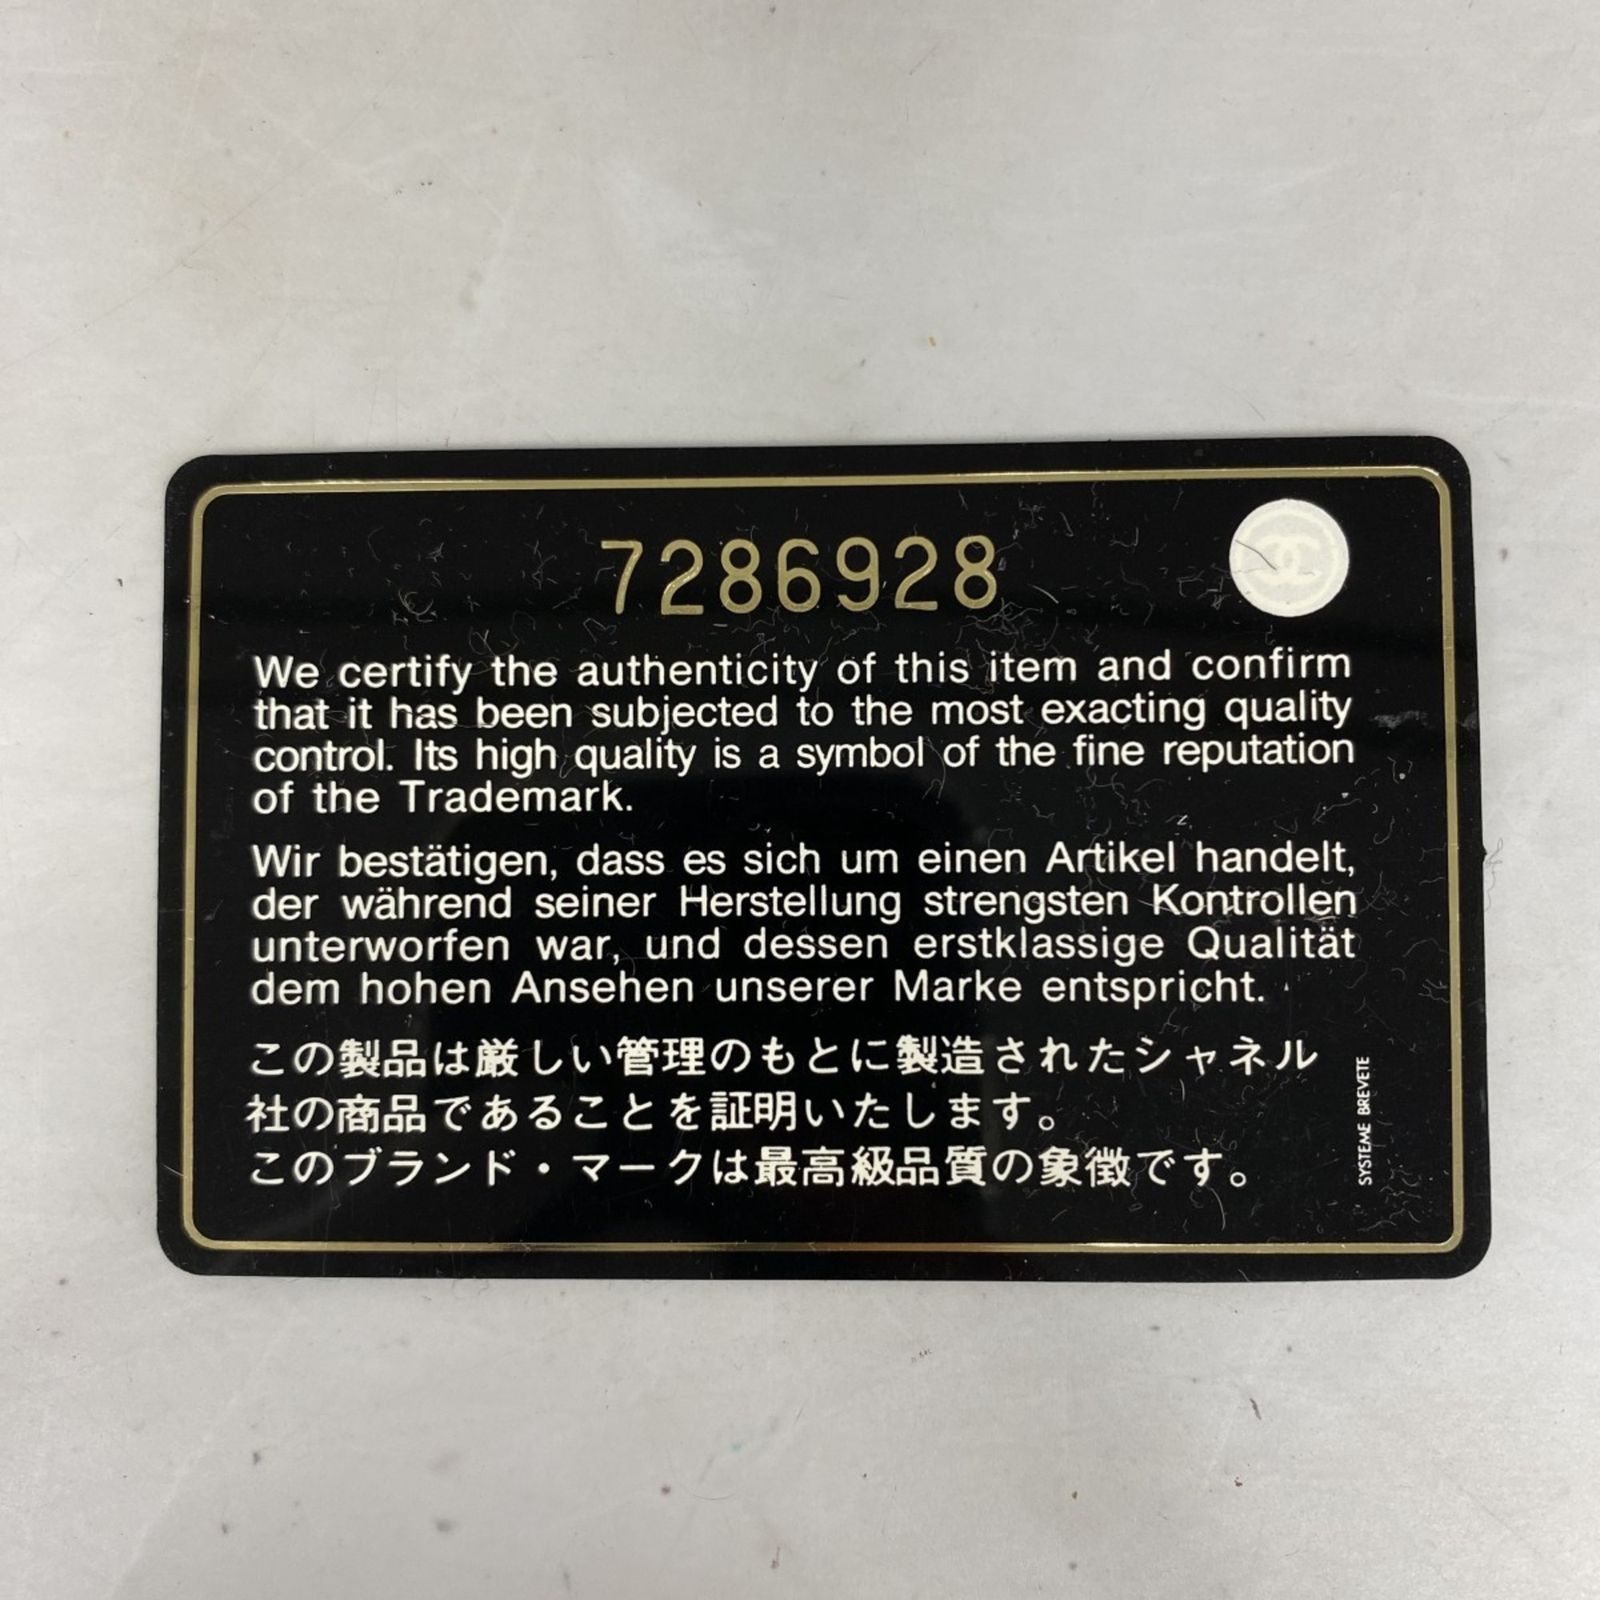 7286928
We certify the authenticity of this item and confirm
that it has been subjected to the most exacting quality
control. Its high quality is a symbol of the fine reputation
of the Trademark.
Wir bestätigen, dass es sich um einen Artikel handelt,
der während seiner Herstellung strengsten Kontrollen
unterworfen war, und dessen erstklassige Qualität
dem hohen Ansehen unserer Marke entspricht.
この製品は厳しい管理のもとに製造されたシャネル
社の商品であることを証明いたします。
このブランド・マークは最高級品質の象徴です。
SYSTEME BREVETE